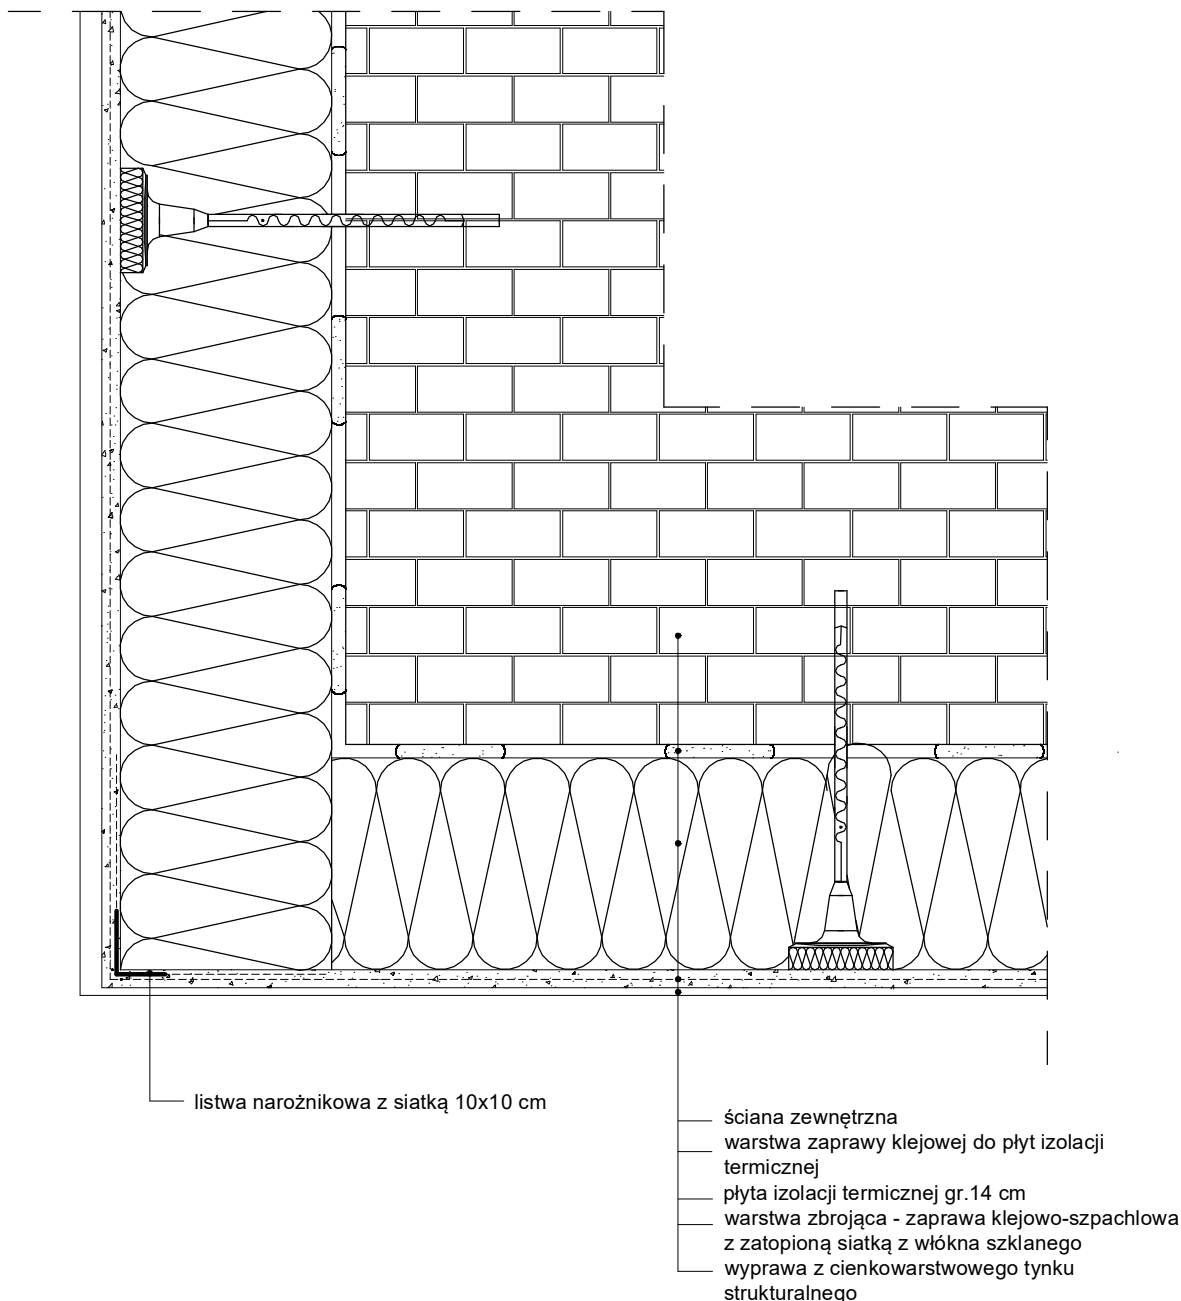 listwa narożnikowa z siatką 10x10 cm
ściana zewnętrzna
warstwa zaprawy klejowej do płyt izolacji
termicznej
płyta izolacji termicznej gr.14 cm
warstwa zbrojąca - zaprawa klejowo-szpachlowa
z zatopioną siatką z włókna szklanego
wyprawa z cienkowarstwowego tynku
strukturalnego